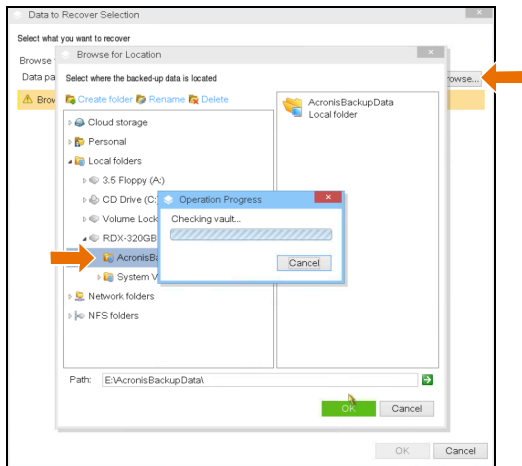 Data to Recover Selection
Select what you want to recover
Browse
Browse for Location
Data pa
Select where the backed-up data is located
rowse...
Brow
Create folder Rename Delete
AcronisBackupData
Local folder
Cloud storage
Personal
Local folders
3.5 Floppy (A:)
CD Drive (C:
Operation Progress
Volume Lock
Checking vault...
RDX-320GB
AcronisBa
Cancel
System V
Network folders
NFS folders
Path: E:\AcronisBackupData\
OK Cancel
OK Cancel